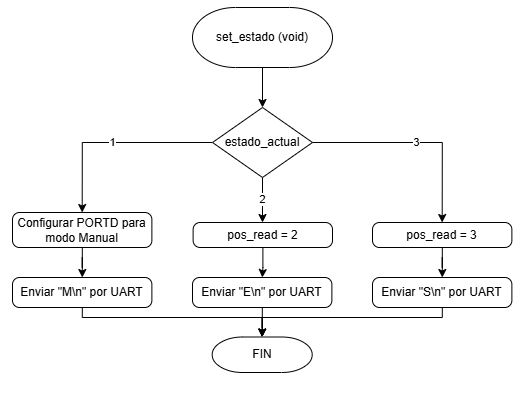 set_estado (void)
estado_actual
1
3
2
Configurar PORTD para
modo Manual
pos_read = 2
pos_read = 3
Enviar "M\n" por UART
Enviar "E\n" por UART
Enviar "S\n" por UART
FIN